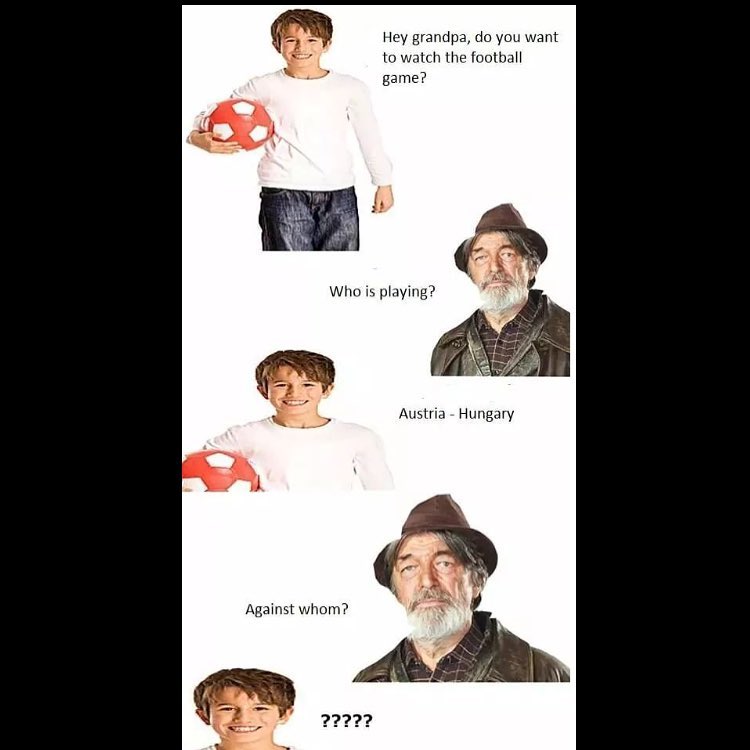 Hey grandpa, do you want
to watch the football
game?
Who is playing?
Austria - Hungary
Against whom?
?????